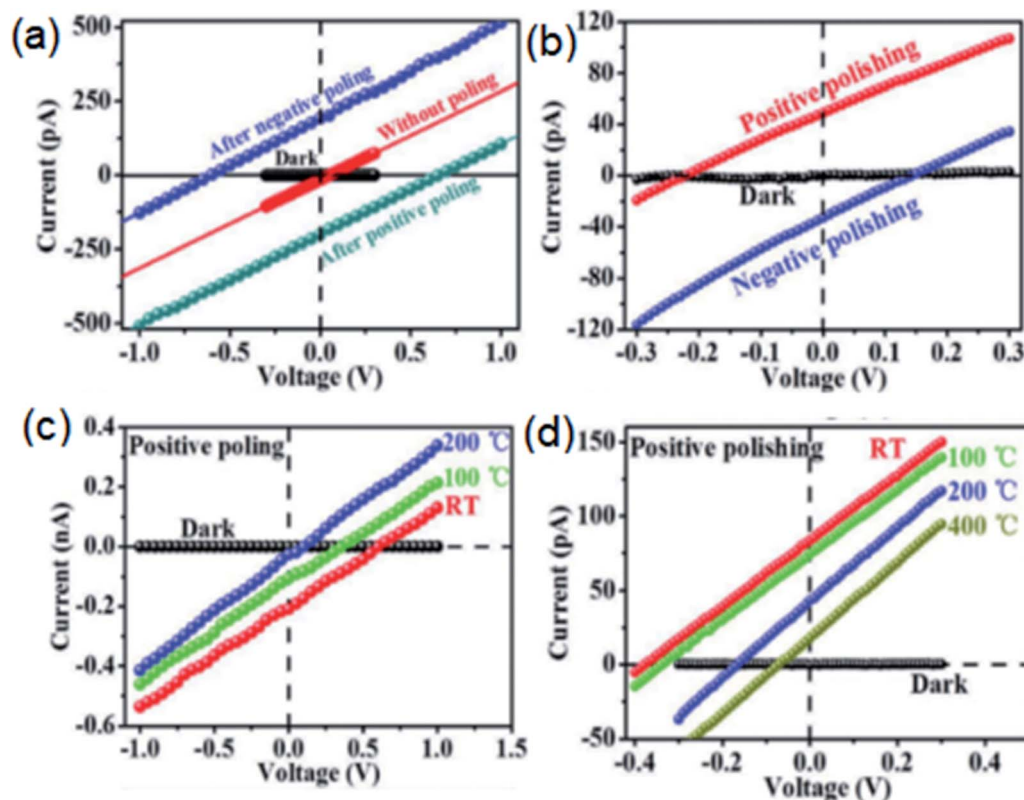 (a)
500
250
0
-250
-500
Current (pA)
After negative poling
Without poling
Dark
After positive poling
-1.0 -0.5 0.0 0.5 1.0
Voltage (V)
(b)
120
80
40
0
-40
-80
-120
Current (pA)
Positive polishing
Dark
Negative polishing
-0.3 -0.2 -0.1 0.0 0.1 0.2 0.3
Voltage (V)
(c)
0.4
0.2
0.0
-0.2
-0.4
-0.6
Current (nA)
Positive poling
200 ℃
100 ℃
RT
Dark
-1.0 -0.5 0.0 0.5 1.0 1.5
Voltage (V)
(d)
150
100
50
0
-50
Current (pA)
Positive polishing
RT
100 ℃
200 ℃
400 ℃
Dark
-0.4 -0.2 0.0 0.2 0.4
Voltage (V)